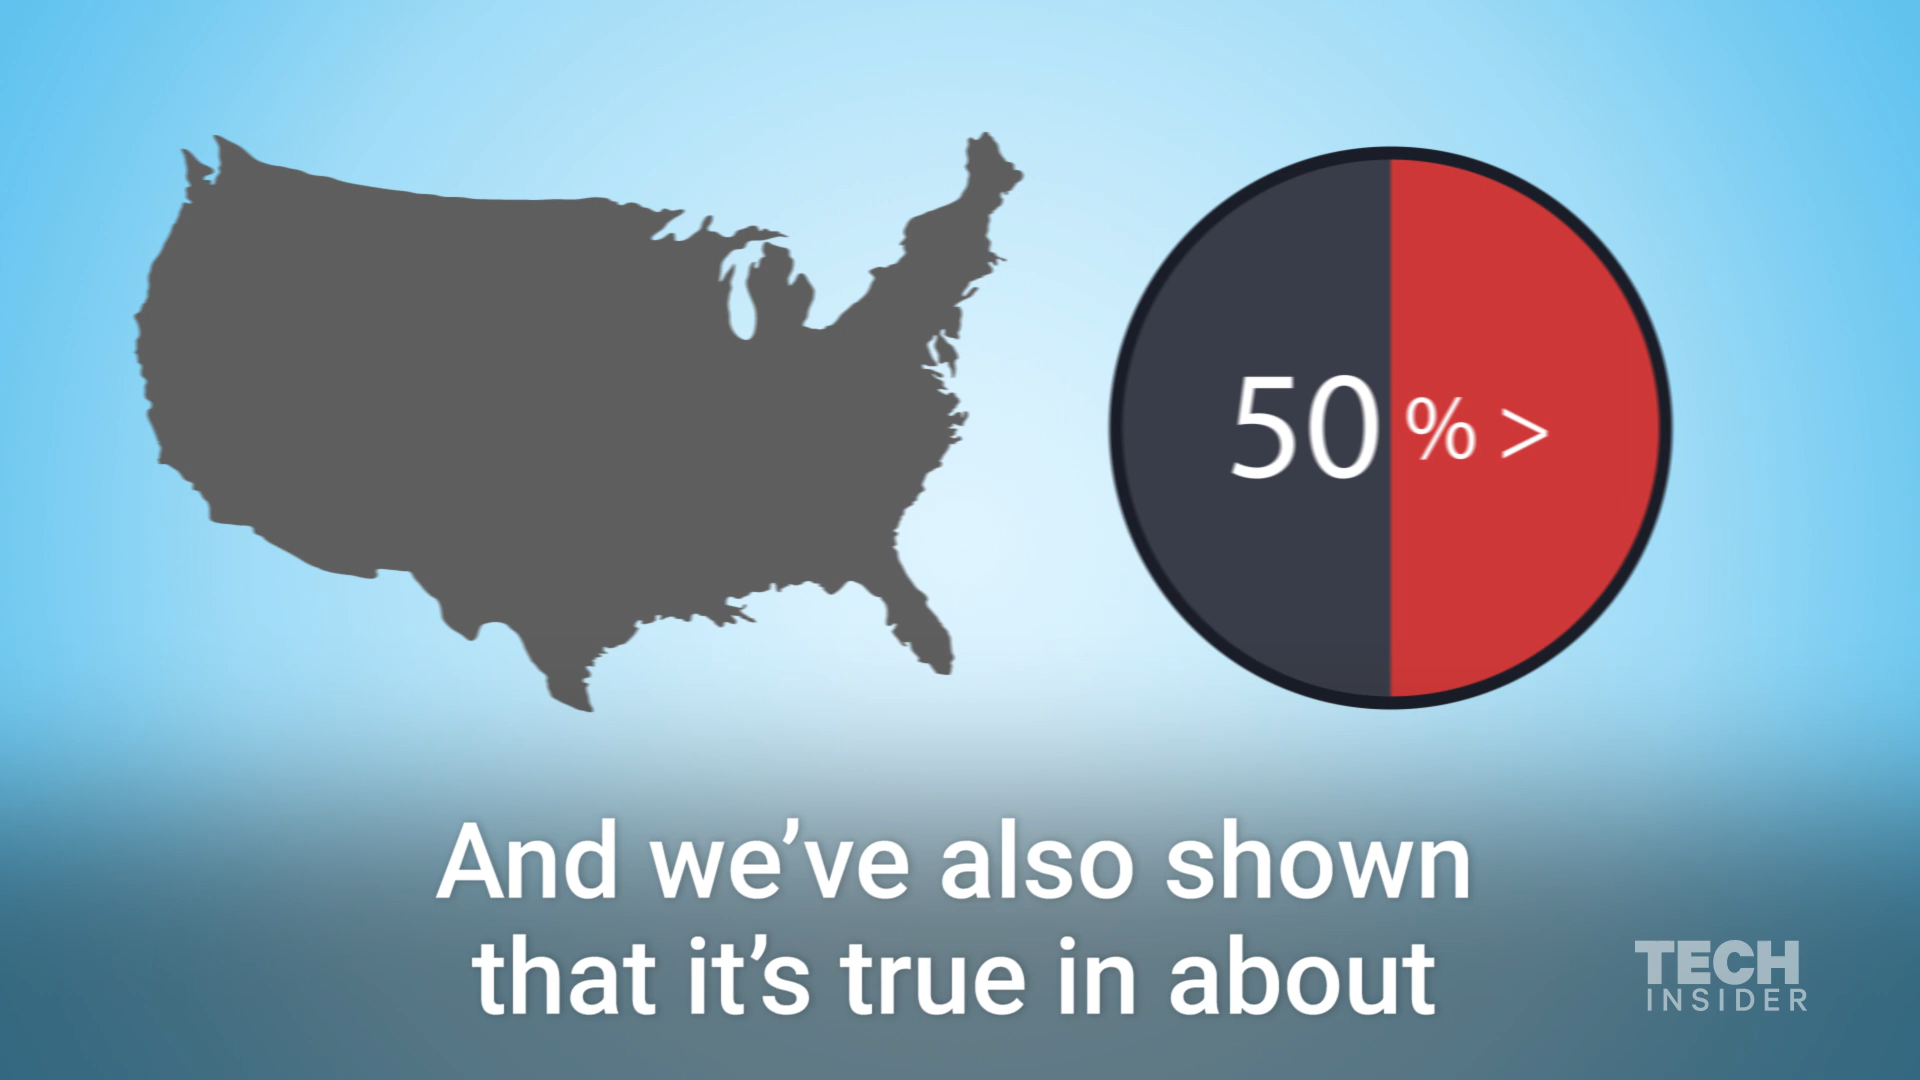 50 % >
And we’ve also shown
that it’s true in about
TECH
INSIDER